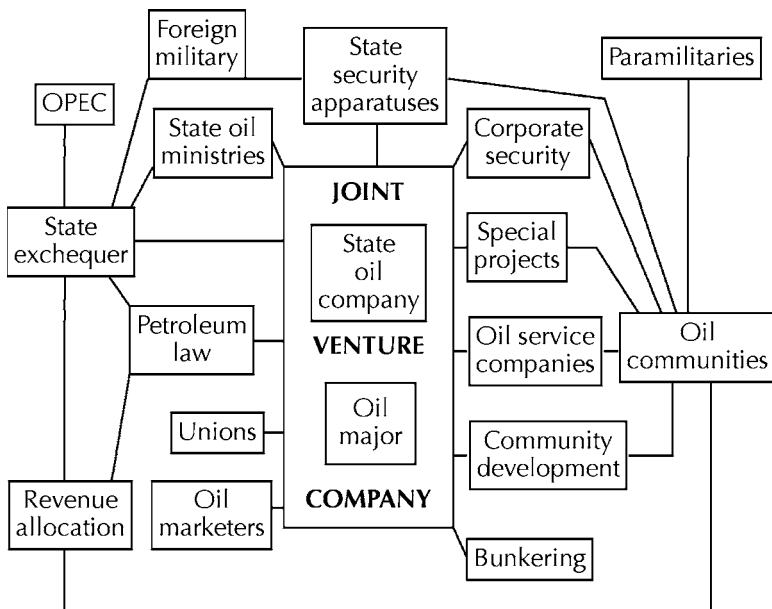 Foreign
military
State
security
apparatuses
Paramilitaries
OPEC
State oil
ministries
Corporate
security
JOINT
State
exchequer
State
oil
company
Special
projects
Petroleum
law
VENTURE
Oil service
companies
Oil
communities
Unions
Oil
major
Community
development
Revenue
allocation
Oil
marketers
COMPANY
Bunkering